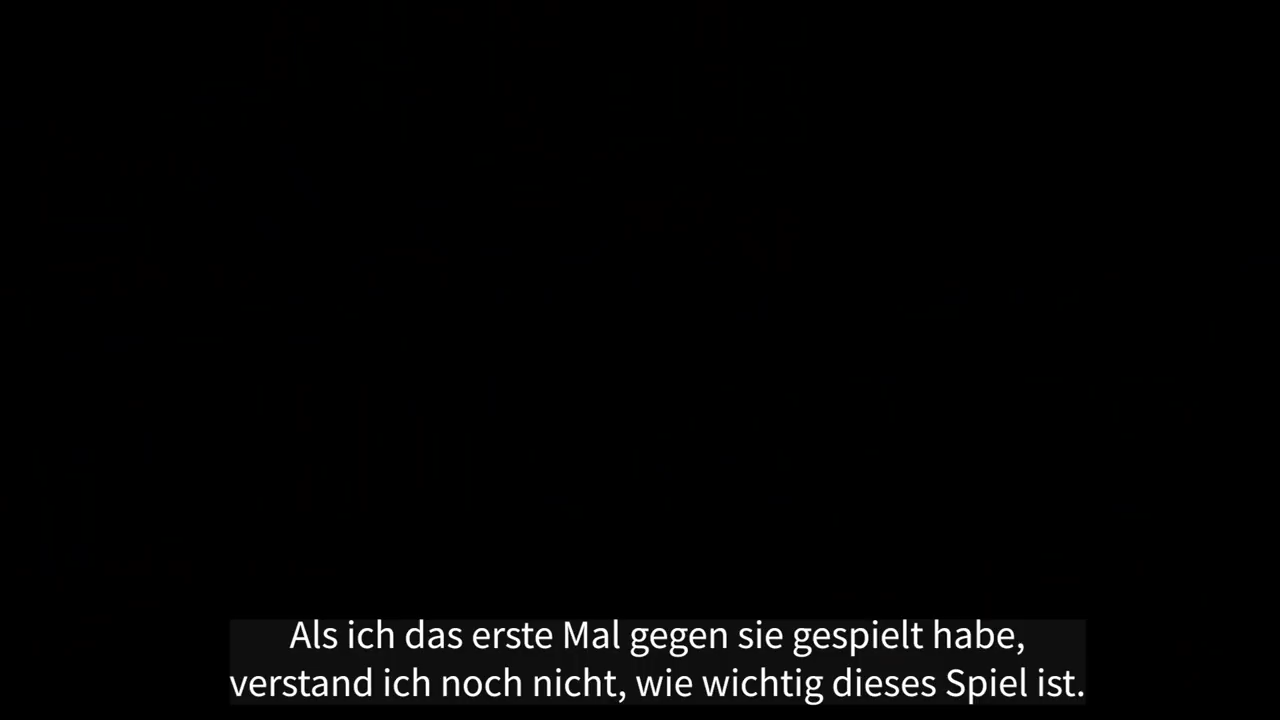 Als ich das erste Mal gegen sie gespielt habe,
verstand ich noch nicht, wie wichtig dieses Spiel ist.